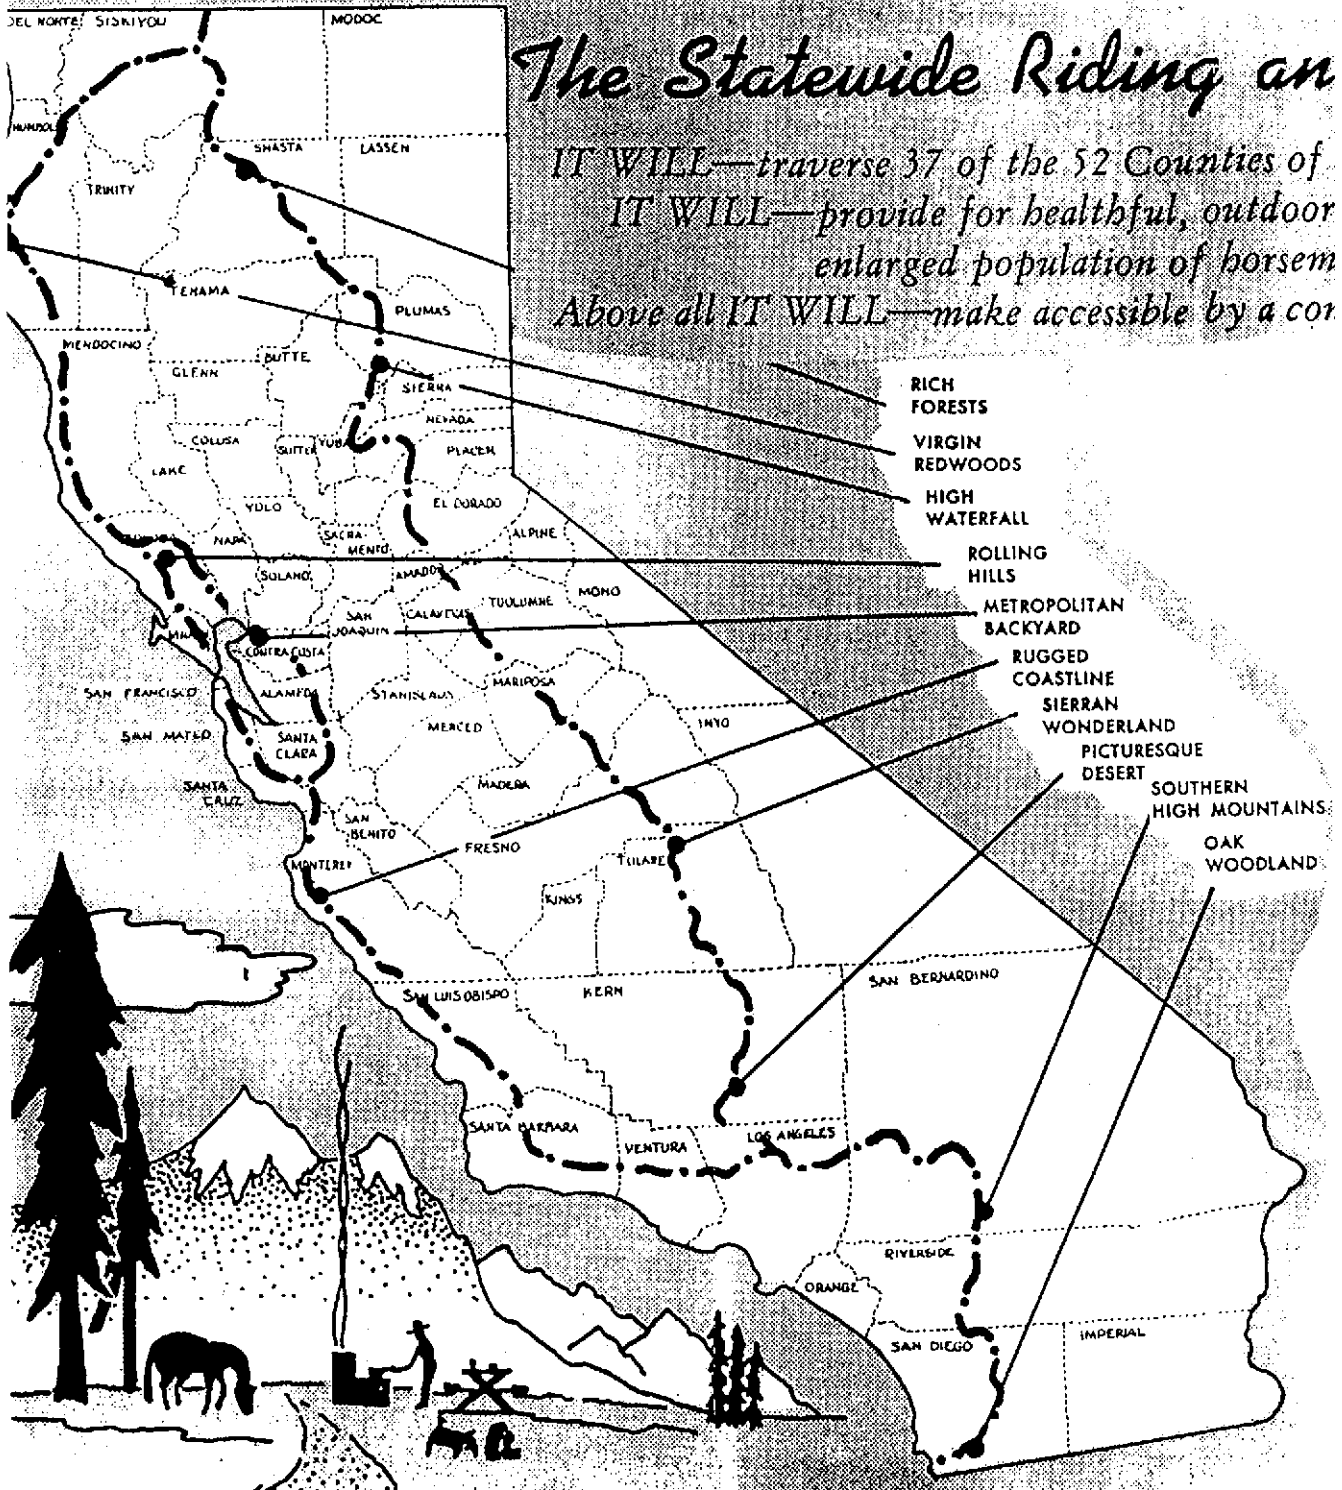 The Statewide Riding an
IT WILL—traverse 37 of the 52 Counties of
IT WILL—provide for healthful, outdoor
enlarged population of horsem
Above all IT WILL—make accessible by a con
DEL NORTE
SISKIYOU
MODOC
HUMBOL
TRINITY
SHASTA
LASSEN
TEHAMA
PLUMAS
MENDOCINO
GLENN
BUTTE
SIERRA
NEVADA
COLUSA
SUTTER
YUBA
PLACER
LAKE
YOLO
EL DORADO
NAPA
SACRA-
MENTO
ALPINE
SOLANO
AMADOR
CALAVERAS
TUOLUMNE
MONO
SAN
JOAQUIN
MARIN
CONTRA COSTA
SAN FRANCISCO
ALAMEDA
STANISLAUS
MARIPOSA
SAN MATEO
SANTA
CLARA
MERCED
INYO
SANTA
CRUZ
MADERA
SAN
BENITO
FRESNO
MONTEREY
TULARE
KINGS
SAN LUIS OBISPO
KERN
SAN BERNARDINO
SANTA BARBARA
VENTURA
LOS ANGELES
RIVERSIDE
ORANGE
SAN DIEGO
IMPERIAL
RICH
FORESTS
VIRGIN
REDWOODS
HIGH
WATERFALL
ROLLING
HILLS
METROPOLITAN
BACKYARD
RUGGED
COASTLINE
SIERRAN
WONDERLAND
PICTURESQUE
DESERT
SOUTHERN
HIGH MOUNTAINS
OAK
WOODLAND